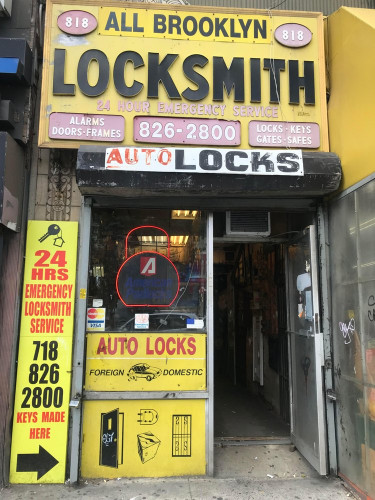 818 ALL BROOKLYN 818
LOCKSMITH
24 HOUR EMERGENCY SERVICE
ALARMS
DOORS-FRAMES
826-2800
LOCKS-KEYS
GATES-SAFES
AUTO LOCKS
24
HRS
EMERGENCY
LOCKSMITH
SERVICE
718
826
2800
KEYS MADE
HERE
VISA
AUTO LOCKS
FOREIGN DOMESTIC